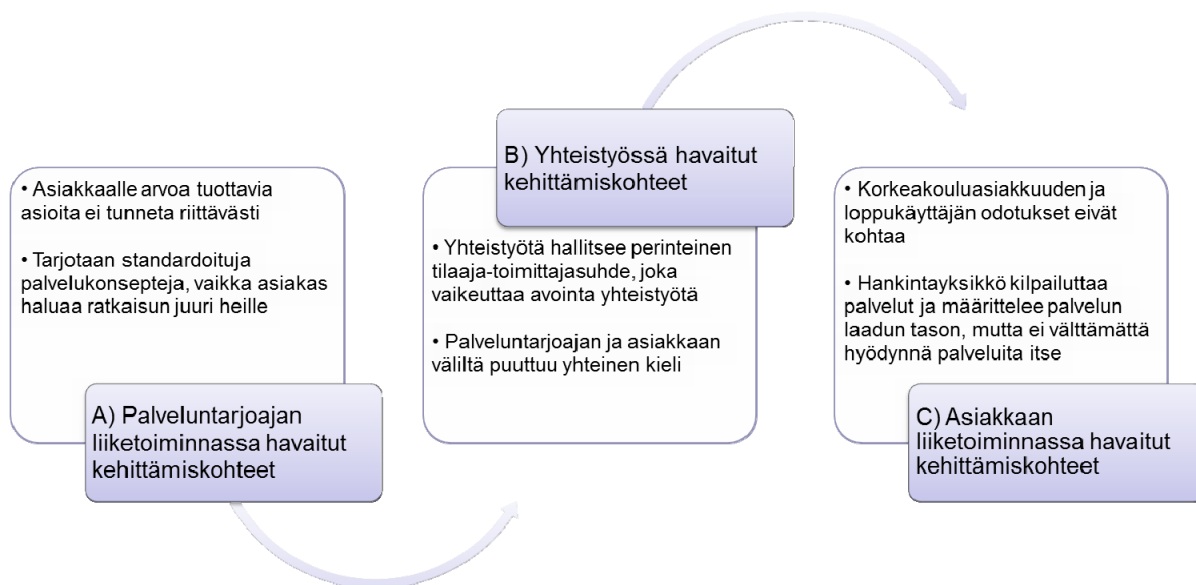 • Asiakkaalle arvoa tuottavia
asioita ei tunneta riittävästi
• Tarjotaan standardoituja
palvelukonsepteja, vaikka asiakas
haluaa ratkaisun juuri heille
A) Palveluntarjoajan
liiketoiminnassa havaitut
kehittämiskohteet
B) Yhteistyössä havaitut
kehittämiskohteet
• Yhteistyötä hallitsee perinteinen
tilaaja-toimittajasuhde, joka
vaikeuttaa avointa yhteistyötä
• Palveluntarjoajan ja asiakkaan
väliltä puuttuu yhteinen kieli
• Korkeakouluasiakkuuden ja
loppukäyttäjän odotukset eivät
kohtaa
• Hankintayksikkö kilpailuttaa
palvelut ja määrittelee palvelun
laadun tason, mutta ei välttämättä
hyödynnä palveluita itse
C) Asiakkaan
liiketoiminnassa havaitut
kehittämiskohteet